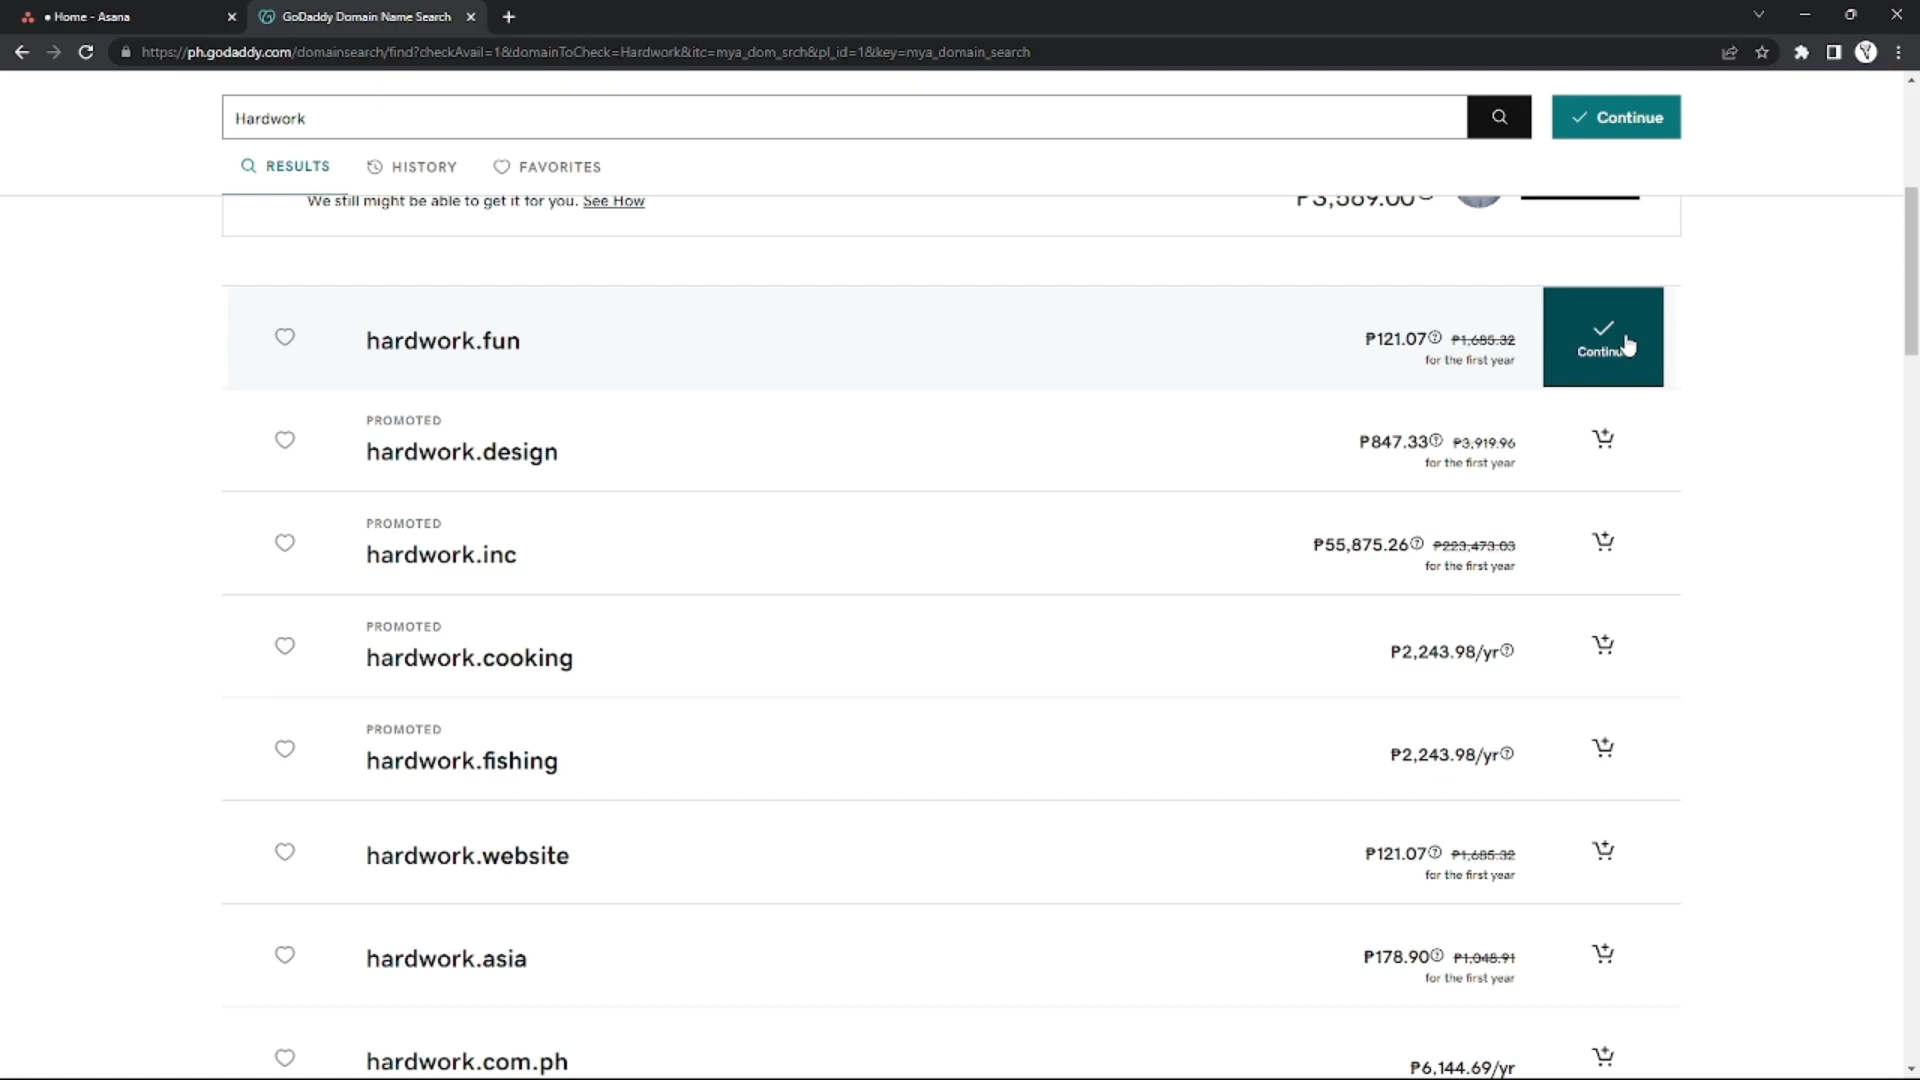 • Home - Asana
GoDaddy Domain Name Search
https://ph.godaddy.com/domainsearch/find?checkAvail=1&domainToCheck=Hardwork&itc=mya_dom_srch&pl_id=1&key=mya_domain_search
Hardwork
Continue
RESULTS HISTORY FAVORITES
We still might be able to get it for you. See How
₱3,569.00
hardwork.fun
₱121.07 ₱1,685.32
for the first year
Continue
PROMOTED
hardwork.design
₱847.33 ₱3,919.96
for the first year
PROMOTED
hardwork.inc
₱55,875.26 ₱223,473.03
for the first year
PROMOTED
hardwork.cooking
₱2,243.98/yr
PROMOTED
hardwork.fishing
₱2,243.98/yr
hardwork.website
₱121.07 ₱1,685.32
for the first year
hardwork.asia
₱178.90 ₱1,048.91
for the first year
hardwork.com.ph
₱6,144.69/yr